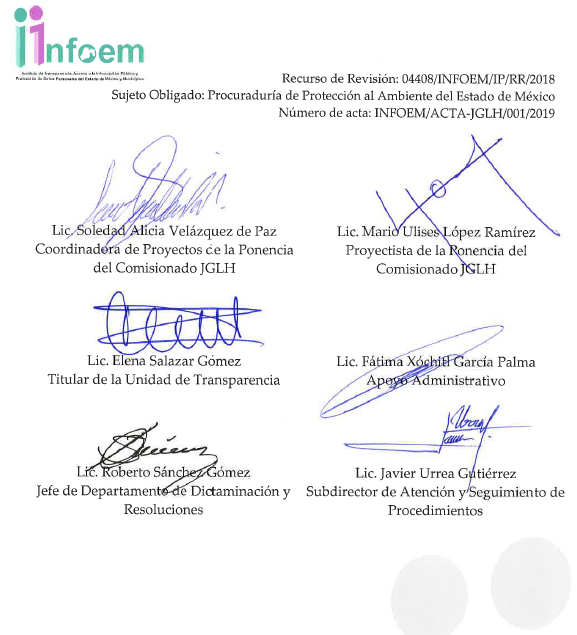 infoem
Instituto de Transparencia, Acceso a la Información Pública y
Protección de Datos Personales del Estado de México y Municipios
Recurso de Revisión: 04408/INFOEM/IP/RR/2018
Sujeto Obligado: Procuraduría de Protección al Ambiente del Estado de México
Número de acta: INFOEM/ACTA-JGLH/001/2019
Lic. Soledad Alicia Velázquez de Paz
Coordinadora de Proyectos de la Ponencia
del Comisionado JGLH
Lic. Mario Ulises López Ramírez
Proyectista de la Ponencia del
Comisionado JGLH
Lic. Elena Salazar Gómez
Titular de la Unidad de Transparencia
Lic. Fátima Xóchitl García Palma
Apoyo Administrativo
Lic. Roberto Sánchez Gómez
Jefe de Departamento de Dictaminación y
Resoluciones
Lic. Javier Urrea Gutiérrez
Subdirector de Atención y Seguimiento de
Procedimientos